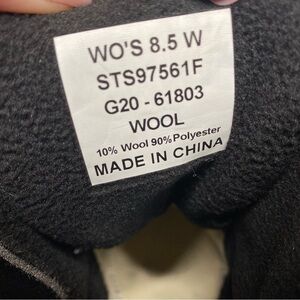 WO'S 8.5 W
STS97561F
G20 - 61803
WOOL
10% Wool 90% Polyester
MADE IN CHINA